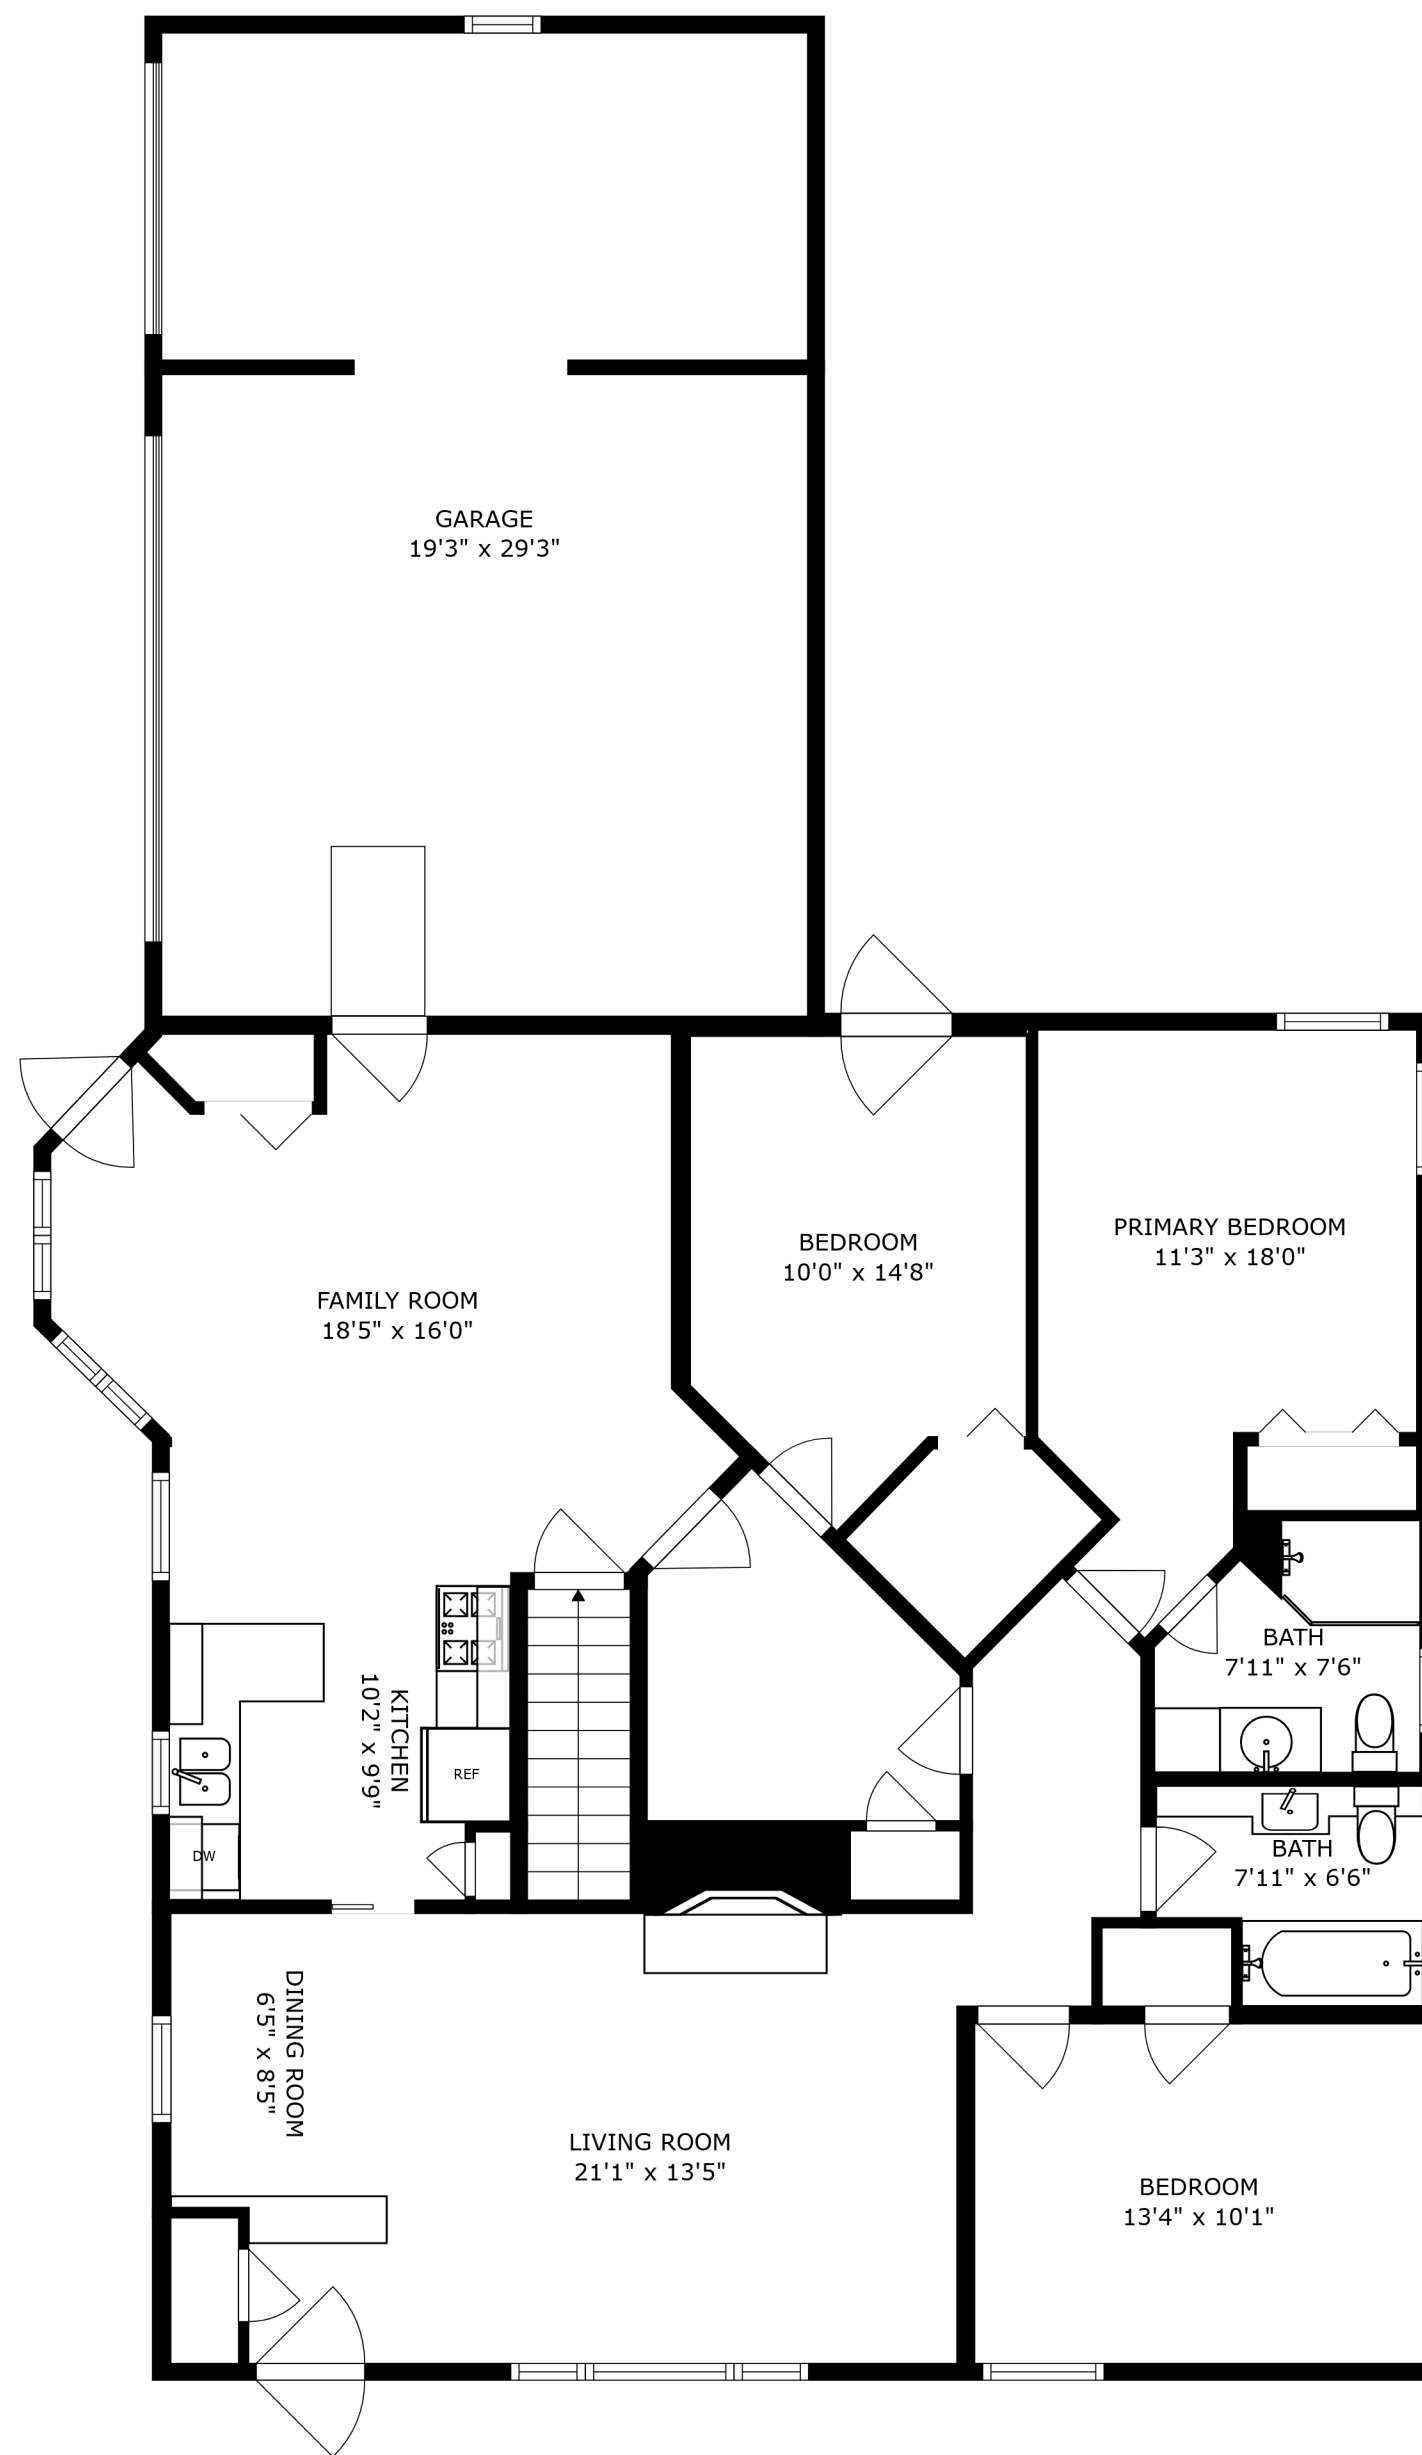 GARAGE
19'3" x 29'3"
PRIMARY BEDROOM
11'3" x 18'0"
BEDROOM
10'0" x 14'8"
FAMILY ROOM
18'5" x 16'0"
BATH
7'11" x 7'6"
KITCHEN
10'2" x 9'9"
REF
DW
BATH
7'11" x 6'6"
DINING ROOM
6'5" x 8'5"
LIVING ROOM
21'1" x 13'5"
BEDROOM
13'4" x 10'1"